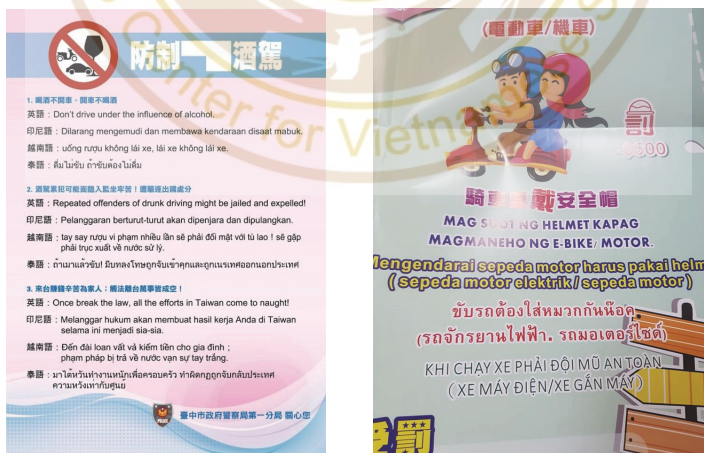 防制 酒駕
1. 喝酒不開車、開車不喝酒
英語：Don't drive under the influence of alcohol.
印尼語：Dilarang mengemudi dan membawa kendaraan disaat mabuk.
越南語：uống rượu không lái xe, lái xe không lái xe.
泰語：ดื่มไม่ขับ ถ้าขับต้องไม่ดื่ม
2. 酒駕累犯可能面臨入監坐牢苦！遭驅逐出國處分
英語：Repeated offenders of drunk driving might be jailed and expelled!
印尼語：Pelanggaran berturut-turut akan dipenjara dan dipulangkan.
越南語：tay say rượu vi phạm nhiều lần sẽ phải đối mặt với tù lao ! sẽ gặp
phải trục xuất về nước sử lý.
泰語：ถ้าเมาแล้วขับ! มีบทลงโทษถูกจับเข้าคุกและถูกเนรเทศออกนอกประเทศ
3. 來台賺錢辛苦為家人；觸法離台萬事皆成空！
英語：Once break the law, all the efforts in Taiwan come to naught!
印尼語：Melanggar hukum akan membuat hasil kerja Anda di Taiwan
selama ini menjadi sia-sia.
越南語：Đến đài loan vất vả kiếm tiền cho gia đình ;
phạm pháp bị trả về nước vạn sự tay trắng.
泰語：มาไต้หวันทำงานหนักเพื่อครอบครัว ทำผิดกฎถูกจับกลับประเทศ
ความหวังเท่ากับศูนย์
臺中市政府警察局第一分局 關心您
(電動車/機車)
罰
騎 戴安全帽
MAG SUOT NG HELMET KAPAG
MAGMANEHO NG E-BIKE/MOTOR.
Mengendarai sepeda motor harus pakai helm
(sepeda motor elektrik/sepeda motor)
ขับรถต้องใส่หมวกกันน๊อค
(รถจักรยานไฟฟ้า. รถมอเตอร์ไซต์)
KHI CHẠY XE PHẢI ĐỘI MŨ AN TOÀN
(XE MÁY ĐIỆN/XE GẮN MÁY)
罰
Center for Vietnam